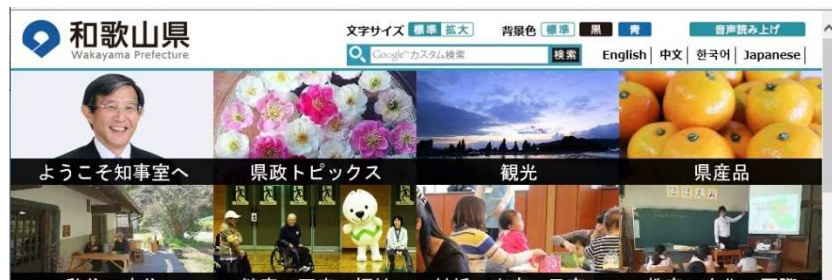 和歌山県
Wakayama Prefecture
文字サイズ 標準 拡大 背景色 標準 黒 青 音声読み上げ
Google™ カスタム検索 検索 English | 中文 | 한국어 | Japanese |
ようこそ知事室へ 県政トピックス 観光 県産品